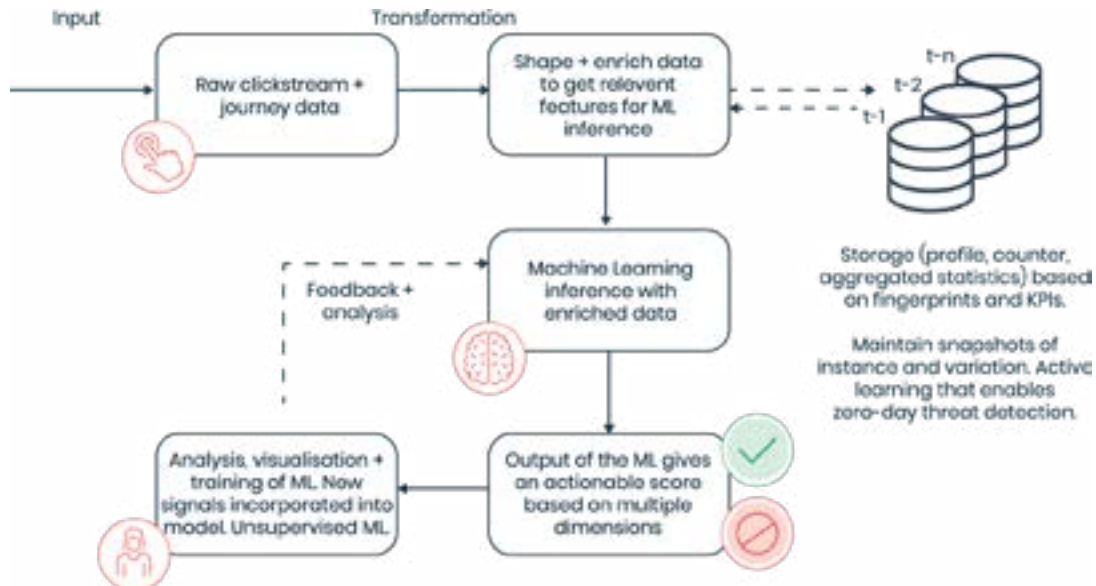 Input
Transformation
Raw clickstream +
journey data
Shape + enrich data
to get relevent
features for ML
inference
t-n
t-2
t-1
Storage (profile, counter,
aggregated statistics) based
on fingerprints and KPIs.
Maintain snapshots of
instance and variation. Active
learning that enables
zero-day threat detection.
Machine Learning
inference with
enriched data
Feedback +
analysis
Output of the ML gives
an actionable score
based on multiple
dimensions
Analysis, visualisation +
training of ML. New
signals incorporated into
model. Unsupervised ML.